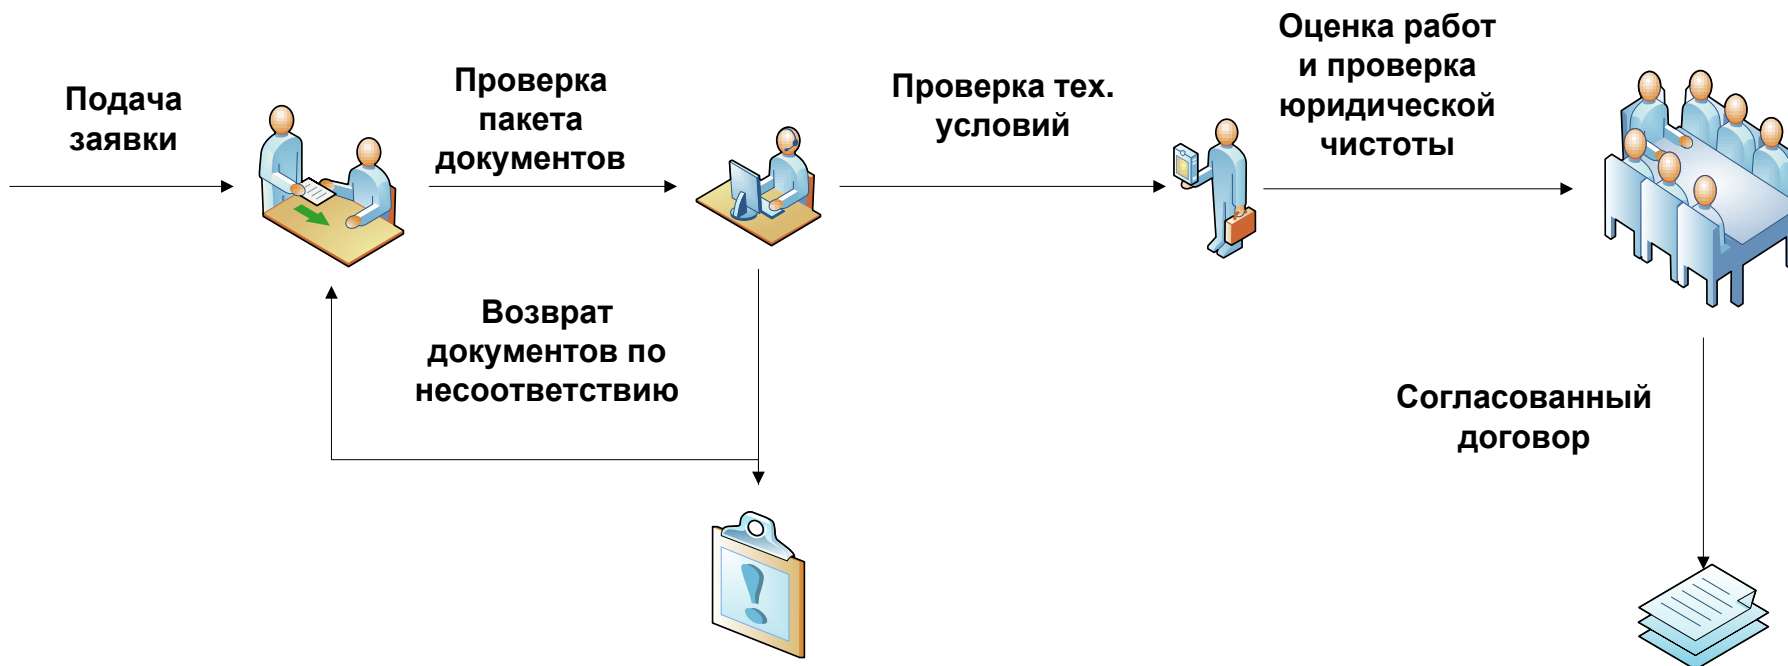 Подача
заявки
Проверка
пакета
документов
Проверка тех.
условий
Оценка работ
и проверка
юридической
чистоты
Возврат
документов по
несоответствию
Согласованный
договор